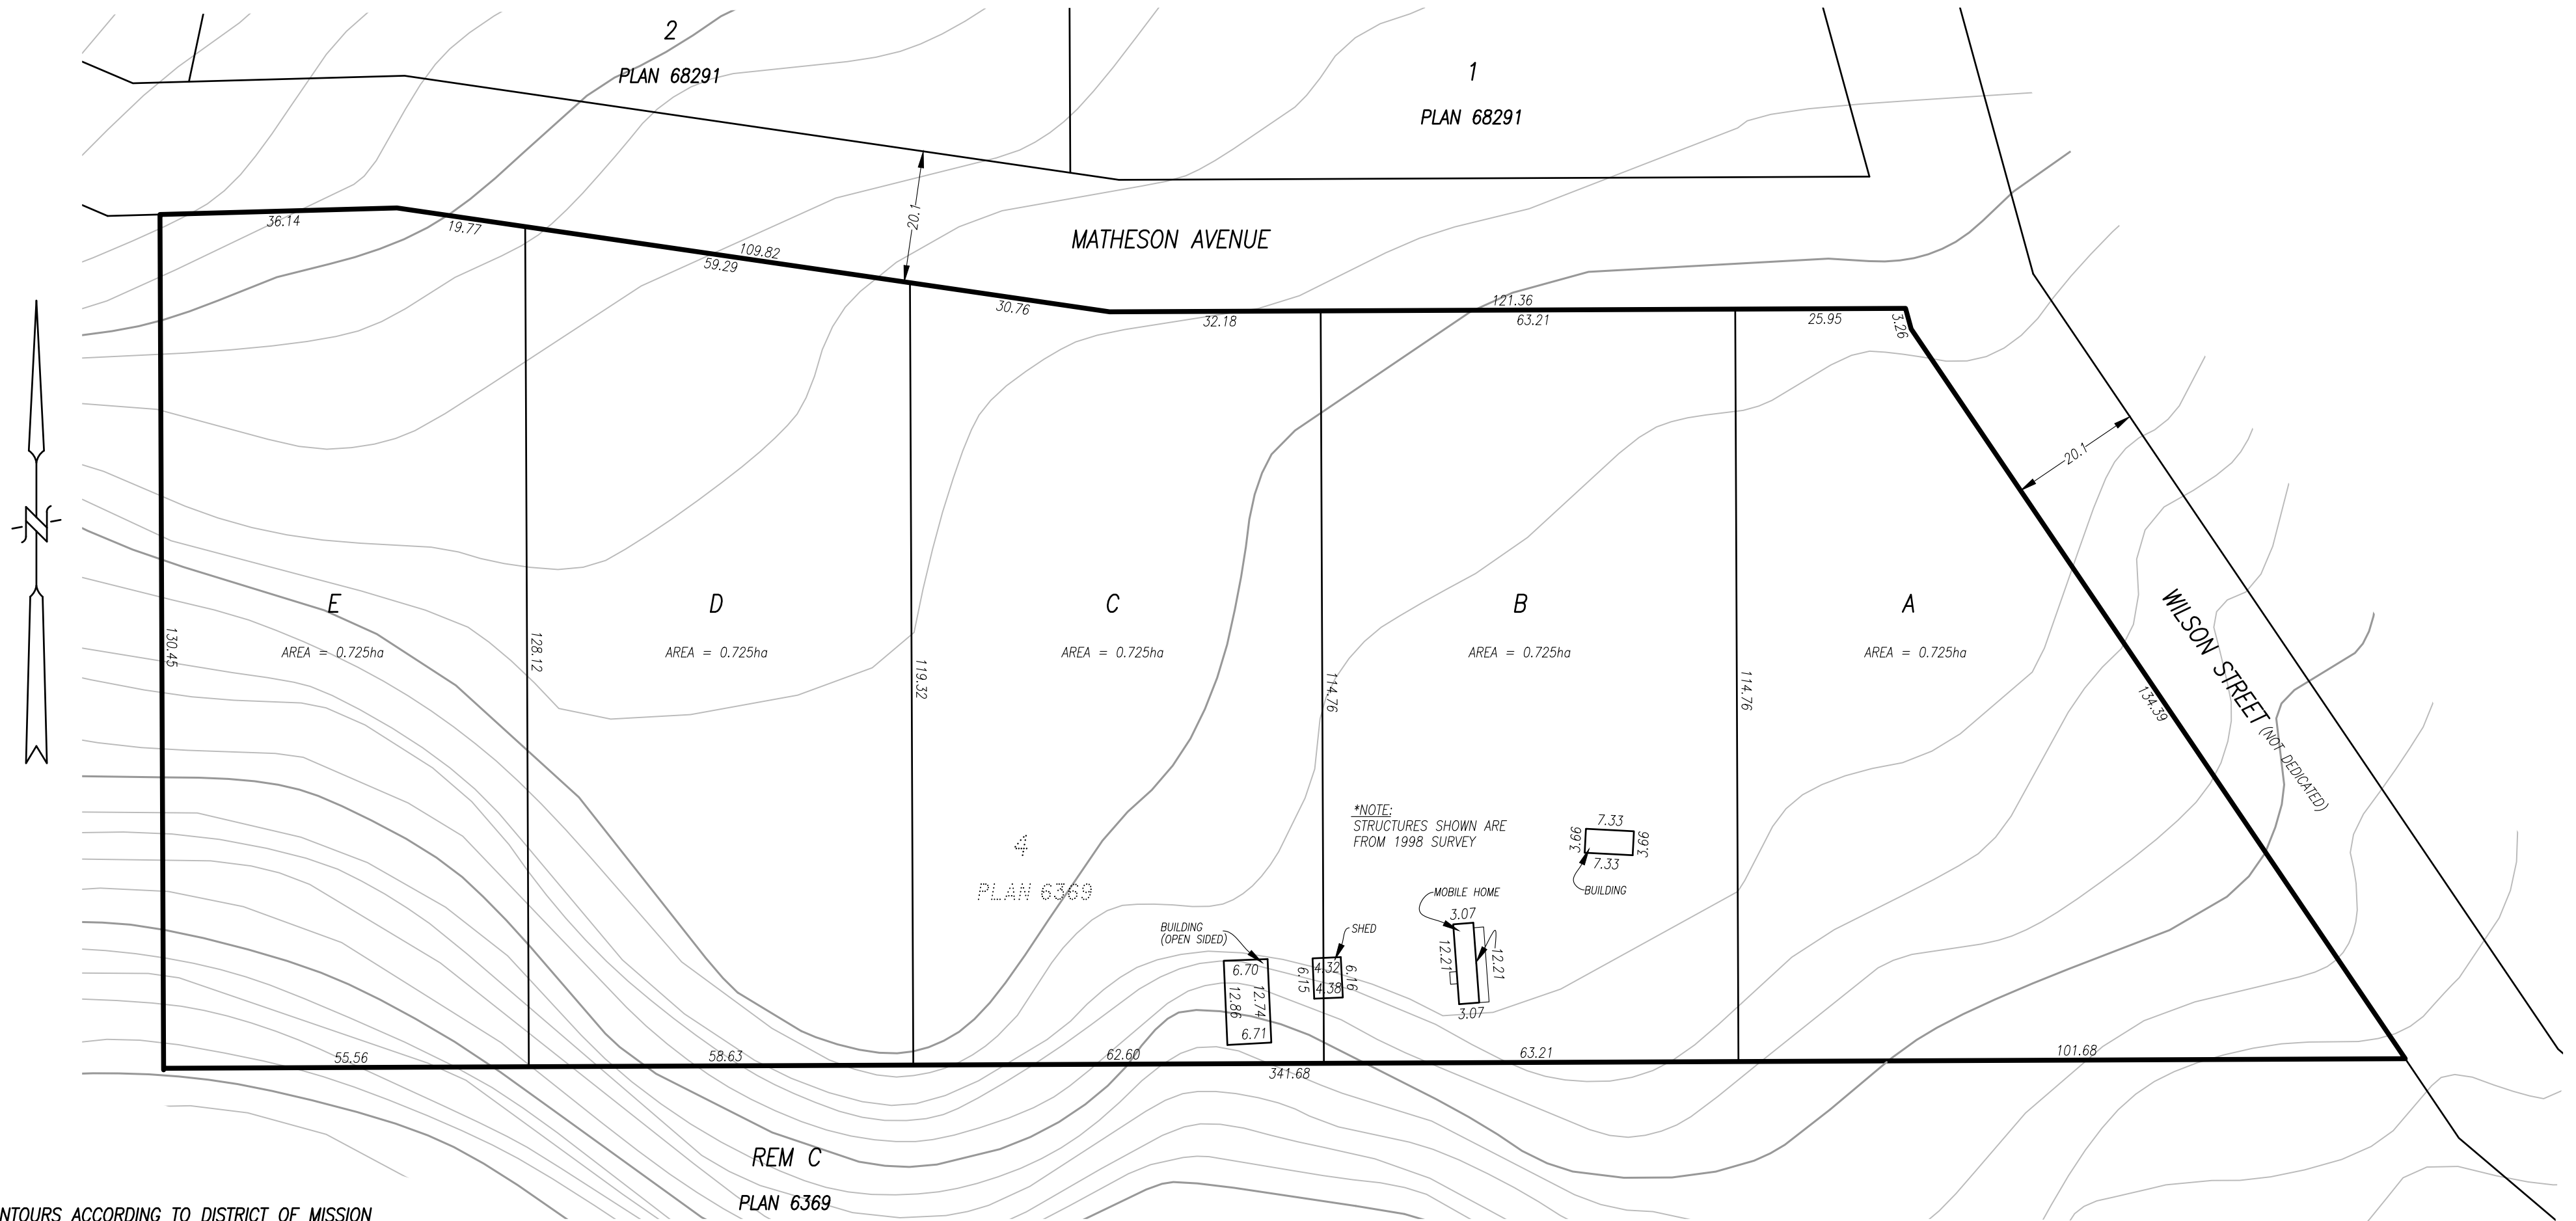 2
PLAN 68291
1
PLAN 68291
36.14
19.77
109.82
59.29
20.1
MATHESON AVENUE
30.76
32.18
121.36
63.21
25.95
3.26
20.1
N
E
AREA = 0.725ha
D
AREA = 0.725ha
C
AREA = 0.725ha
B
AREA = 0.725ha
A
AREA = 0.725ha
130.45
128.12
119.32
114.76
114.76
134.39
WILSON STREET (NOT DEDICATED)
*NOTE:
STRUCTURES SHOWN ARE
FROM 1998 SURVEY
4
PLAN 6369
7.33
3.66
3.66
7.33
BUILDING
MOBILE HOME
3.07
12.21
12.21
3.07
BUILDING
(OPEN SIDED)
6.70
12.86
12.74
6.71
SHED
4.32
6.15
6.16
4.38
55.56
58.63
62.60
63.21
101.68
341.68
REM C
PLAN 6369
NTOURS ACCORDING TO DISTRICT OF MISSION